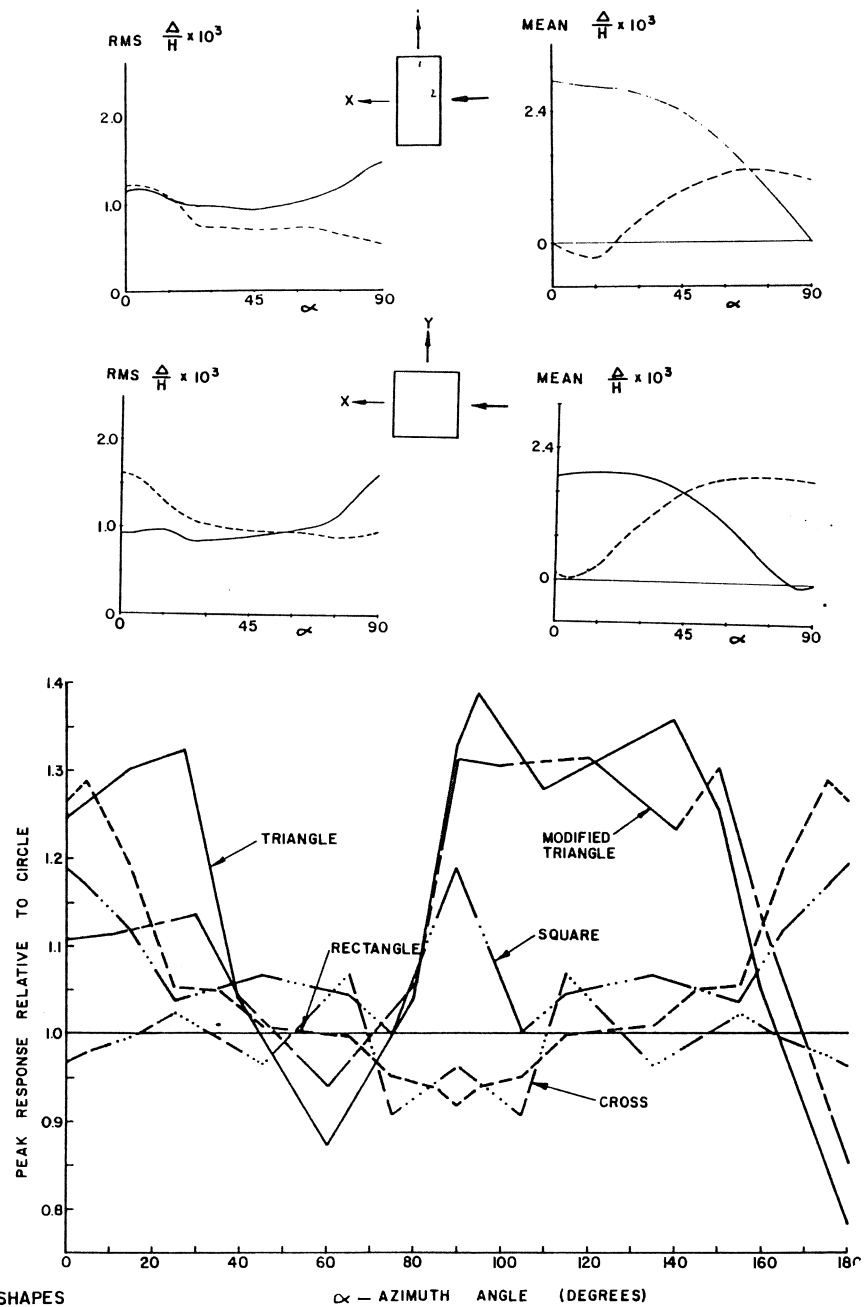 RMS Δ/H x 10³
MEAN Δ/H x 10³
1
2
X
2.0
1.0
0
0 45 90
α
2.4
0
0 45 90
α
Y
RMS Δ/H x 10³
MEAN Δ/H x 10³
X
2.0
1.0
0
0 45 90
α
2.4
0
0 45 90
α
PEAK RESPONSE RELATIVE TO CIRCLE
1.4
1.3
1.2
1.1
1.0
0.9
0.8
TRIANGLE
MODIFIED
TRIANGLE
RECTANGLE
SQUARE
CROSS
0 20 40 60 80 100 120 140 160 180
SHAPES
α — AZIMUTH ANGLE (DEGREES)